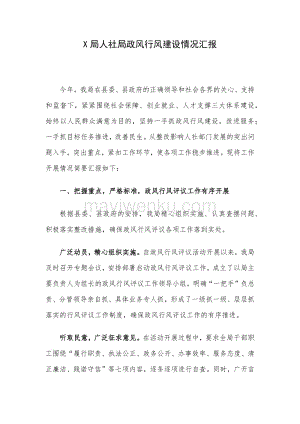 X局人社局政风行风建设情况汇报
今年，我局在县委、县政府的正确领导和社会各界的关心、支持
和监督下，紧紧围绕社会保障、创业就业、人才支撑三大体系建设，
始终以人民群众满意为目的，坚持一手抓政风行风建设，改进服务；
一手抓目标任务推进，改善民生。从整改影响人社部门发展的突出问
题入手，突出重点，紧扣工作环节，使各项工作稳步推进。现将工作
开展情况简要汇报如下：
一、把握重点，严格标准，政风行风评议工作有序开展
根据县委、县政府的安排，我局精心组织实施、认真查摆问题、
积极落实整改措施，确保政风行风评议各项工作落到实处。
广泛动员，精心组织实施。自政风行风评议活动开展以来，我局
及时召开专题会议，安排部署启动政风行风评议工作。成立了以局主
要负责人为组长的政风行风评议工作领导小组，明确“一把手”负总
责、分管领导亲自抓、具体抓，形成了一级抓一级、层层抓
落实的行风评议工作制度，确保政风行风评议工作的有序推进。
听取民意，广泛征求意见。在活动开展过程中，要求全局干部职
工围绕“履行职责、执法公正、政务公开、办事效率、服务态度、清
正廉洁、践诺守信”等七项内容，逐条逐项进行自查。同时，广开言
mayiwenku.com